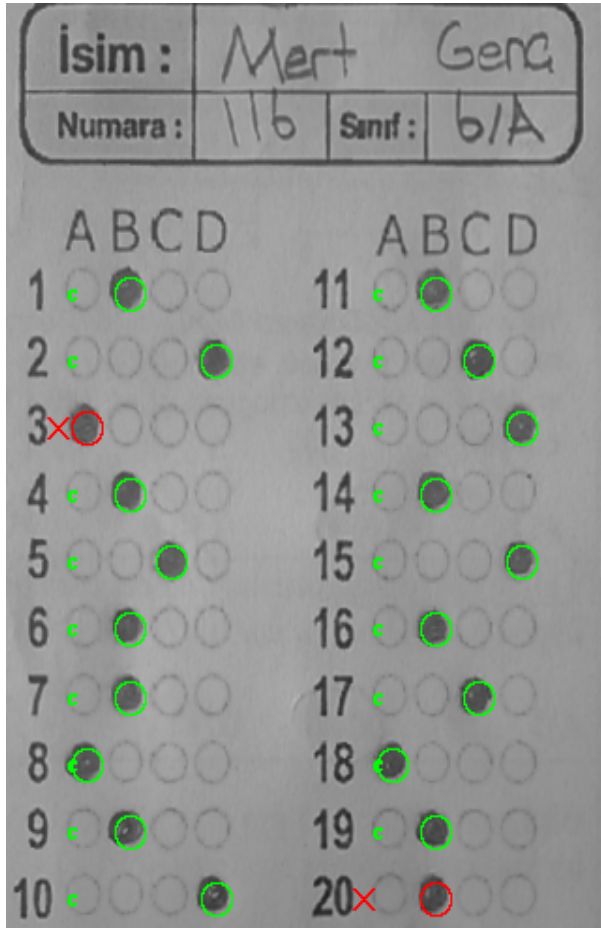 İsim : Mert Genç
Numara : 116 Sınıf : 6/A
A B C D
1 c
2 c
3 X
4 c
5 c
6 c
7 c
8 c
9 c
10 c
A B C D
11 c
12 c
13 c
14 c
15 c
16 c
17 c
18 c
19 c
20 X